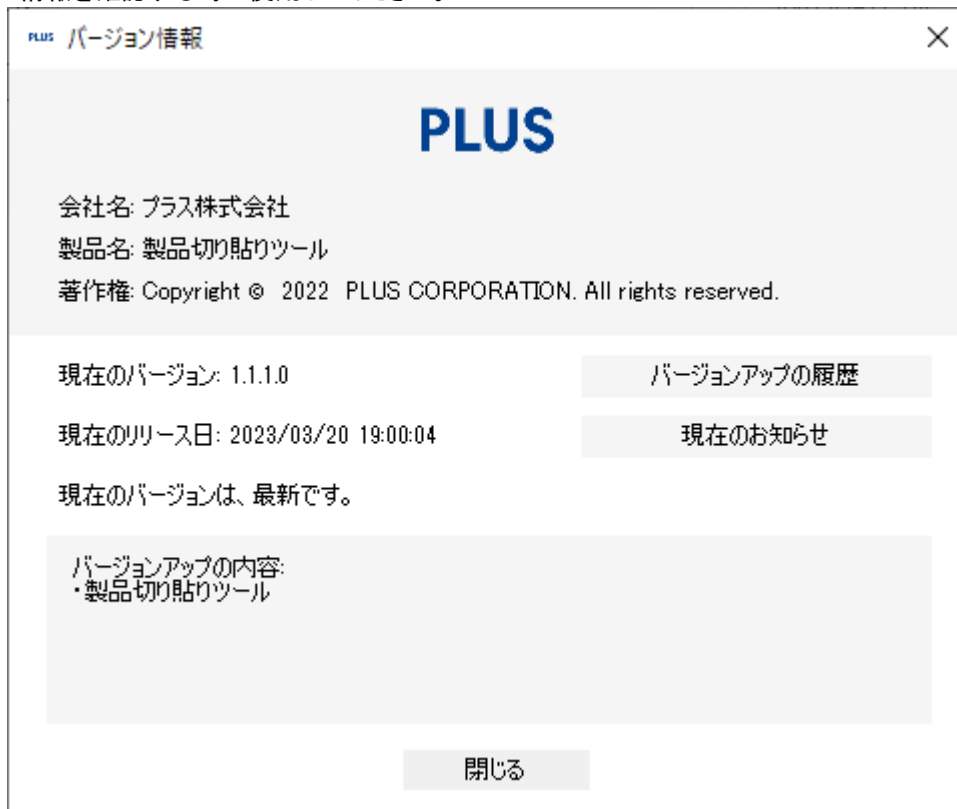 PLUS バージョン情報
PLUS
会社名: プラス株式会社
製品名: 製品切り貼りツール
著作権: Copyright © 2022 PLUS CORPORATION. All rights reserved.
現在のバージョン: 1.1.1.0
バージョンアップの履歴
現在のリリース日: 2023/03/20 19:00:04
現在のお知らせ
現在のバージョンは、最新です。
バージョンアップの内容:
・製品切り貼りツール
閉じる